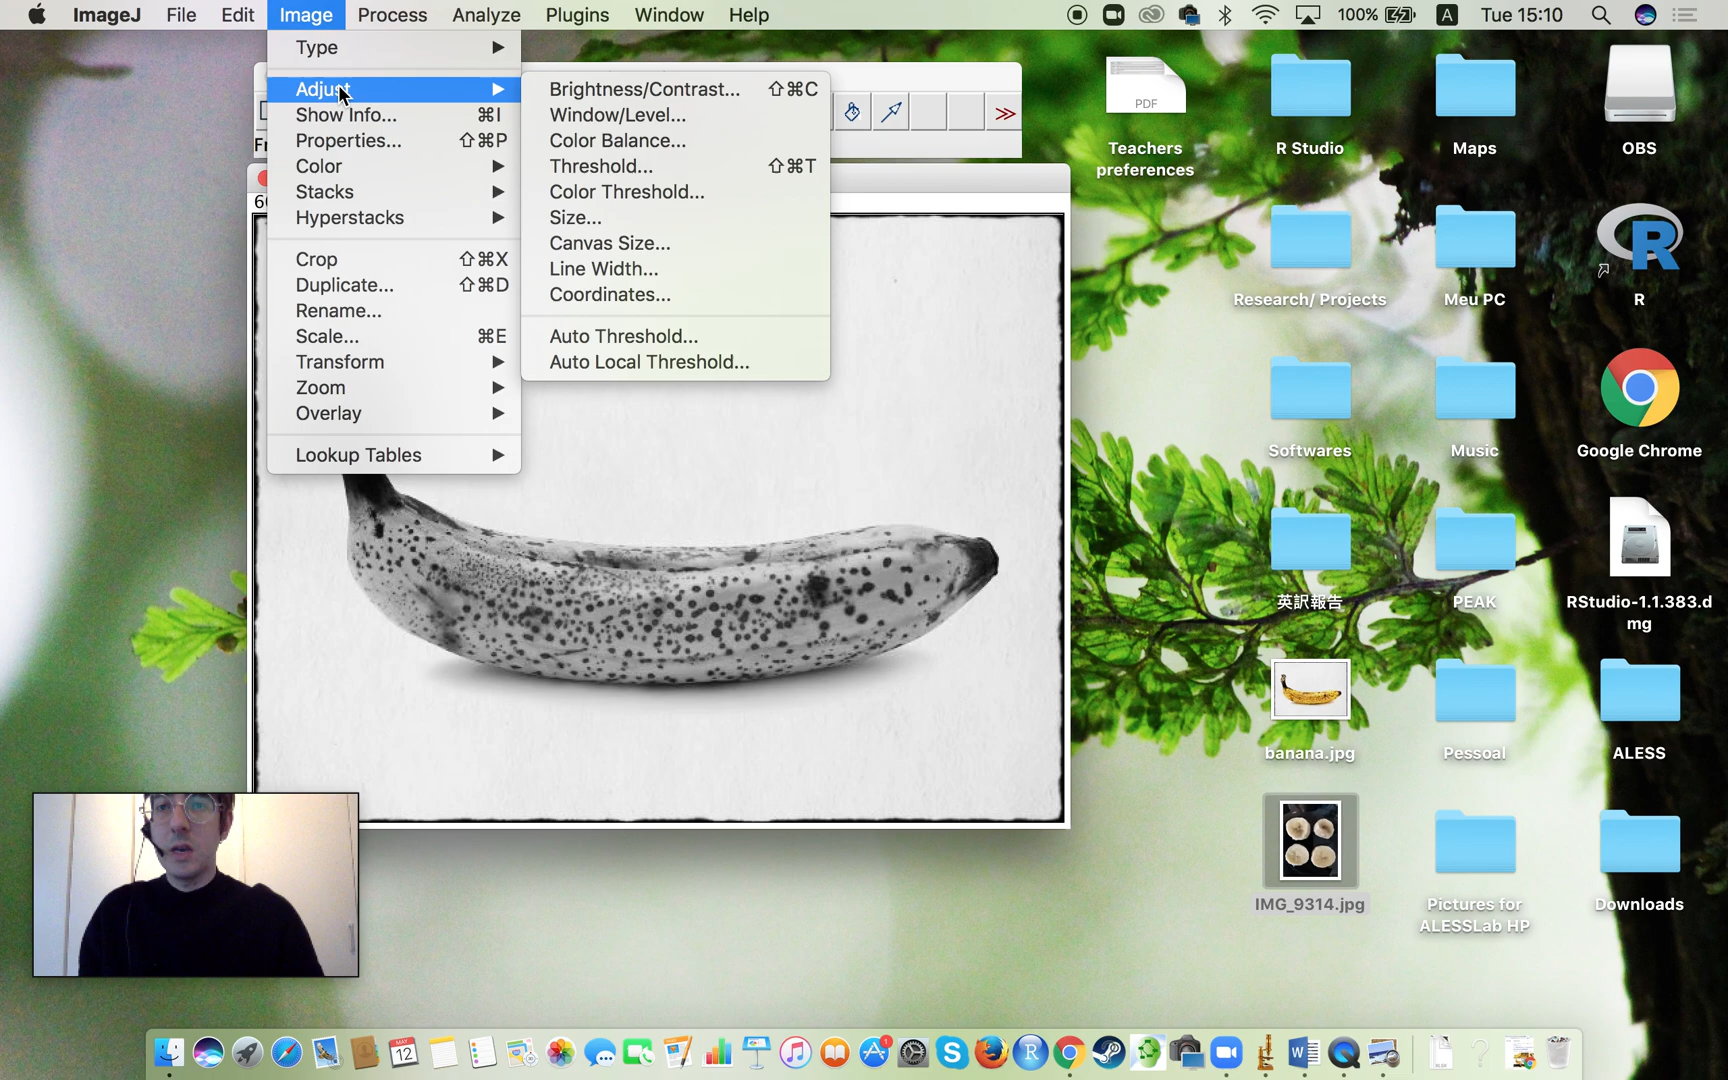 ImageJ File Edit Image Process Analyze Plugins Window Help 100% A Tue 15:10
Type
Adjust
Show Info... ⌘I
Properties... ⇧⌘P
Color
Stacks
Hyperstacks
Crop ⇧⌘X
Duplicate... ⇧⌘D
Rename...
Scale... ⌘E
Transform
Zoom
Overlay
Lookup Tables
Brightness/Contrast... ⇧⌘C
Window/Level...
Color Balance...
Threshold... ⇧⌘T
Color Threshold...
Size...
Canvas Size...
Line Width...
Coordinates...
Auto Threshold...
Auto Local Threshold...
PDF
Teachers
preferences
R Studio
Maps
OBS
Research/ Projects
Meu PC
R
Softwares
Music
Google Chrome
英訳報告
PEAK
RStudio-1.1.383.d
mg
banana.jpg
Pessoal
ALESS
IMG_9314.jpg
Pictures for
ALESSLab HP
Downloads